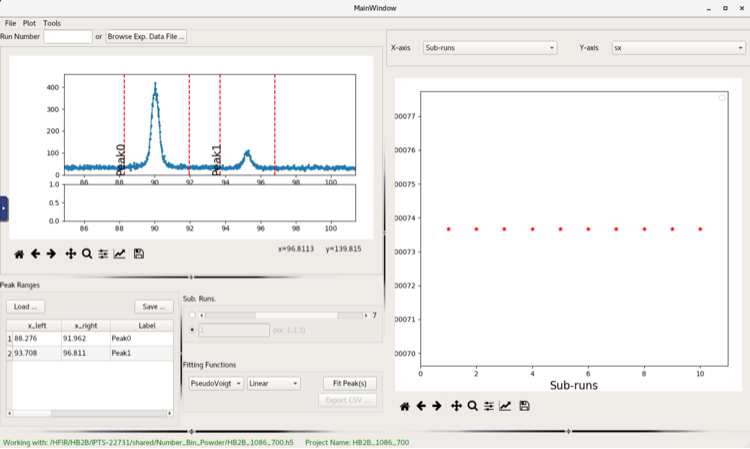 MainWindow
File Plot Tools
Run Number or Browse Exp. Data File ...
X-axis Sub-runs Y-axis sx
400
300
200
100
0
Peak0
Peak1
86 88 90 92 94 96 98 100
1.0
0.5
0.0
86 88 90 92 94 96 98 100
x=96.8113 y=139.815
00077
00076
00075
00074
00073
00072
00071
00070
0 2 4 6 8 10
Sub-runs
Peak Ranges
Load ... Save ...
x_left x_right Label
1 88.276 91.962 Peak0
2 93.708 96.811 Peak1
Sub. Runs.
7
1 (ex: 1,2,3)
Fitting Functions
PseudoVoigt Linear Fit Peak(s)
Export CSV ...
Working with: /HFIR/HB2B/IPTS-22731/shared/Number_Bin_Powder/HB2B_1086_700.h5 Project Name: HB2B_1086_700